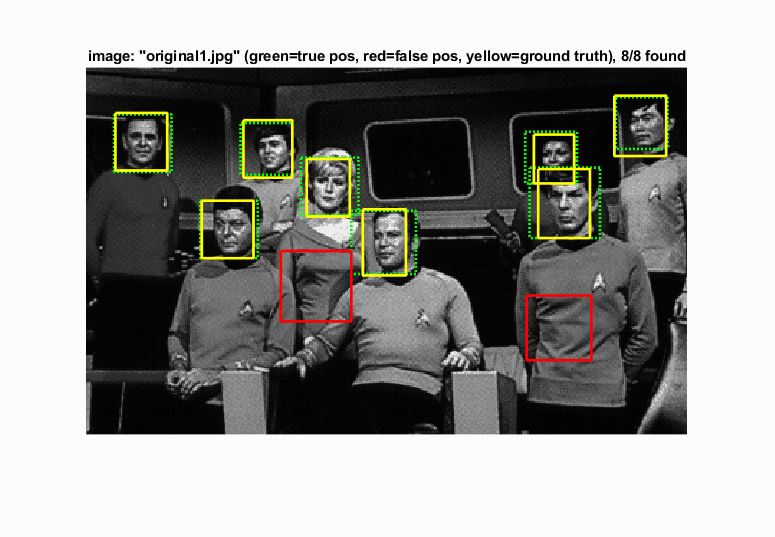 image: "original1.jpg" (green=true pos, red=false pos, yellow=ground truth), 8/8 found